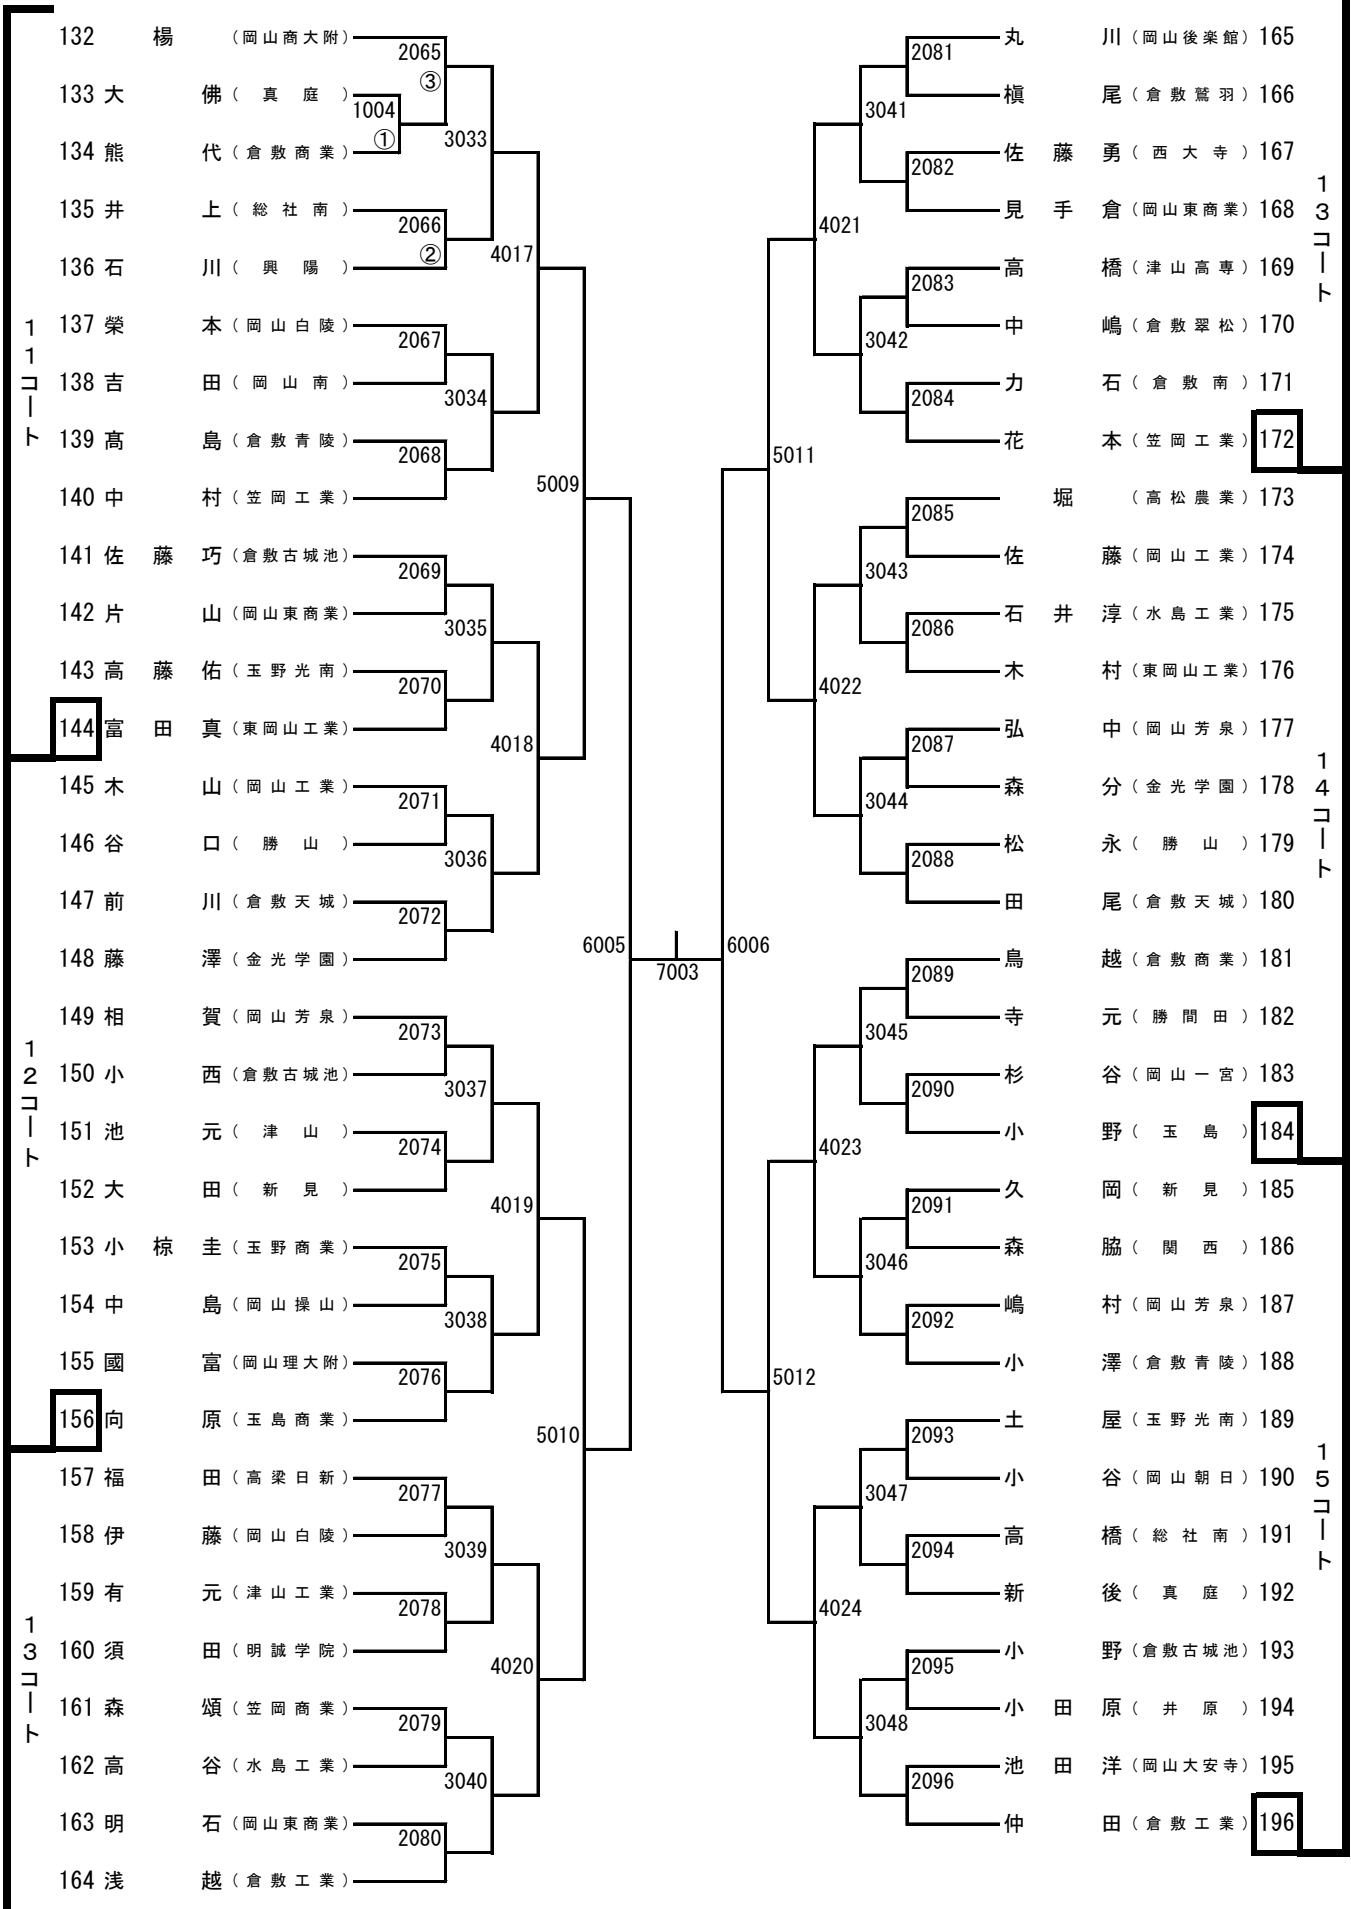 132 楊 （岡山商大附）
133 大佛（真庭）
134 熊代（倉敷商業）
135 井上（総社南）
136 石川（興陽）
137 榮本（岡山白陵）
138 吉田（岡山南）
139 髙島（倉敷青陵）
140 中村（笠岡工業）
141 佐藤巧（倉敷古城池）
142 片山（岡山東商業）
143 高藤佑（玉野光南）
144 富田真（東岡山工業）
145 木山（岡山工業）
146 谷口（勝山）
147 前川（倉敷天城）
148 藤澤（金光学園）
149 相賀（岡山芳泉）
150 小西（倉敷古城池）
151 池元（津山）
152 大田（新見）
153 小椋圭（玉野商業）
154 中島（岡山操山）
155 國富（岡山理大附）
156 向原（玉島商業）
157 福田（高梁日新）
158 伊藤（岡山白陵）
159 有元（津山工業）
160 須田（明誠学院）
161 森頌（笠岡商業）
162 高谷（水島工業）
163 明石（岡山東商業）
164 浅越（倉敷工業）
11コート
12コート
13コート
1004
①
2065
③
2066
②
2067
2068
2069
2070
2071
2072
2073
2074
2075
2076
2077
2078
2079
2080
3033
3034
3035
3036
3037
3038
3039
3040
4017
4018
4019
4020
5009
5010
6005
7003
6006
5011
5012
4021
4022
4023
4024
3041
3042
3043
3044
3045
3046
3047
3048
2081
2082
2083
2084
2085
2086
2087
2088
2089
2090
2091
2092
2093
2094
2095
2096
丸川（岡山後楽館）165
槇尾（倉敷鷲羽）166
佐藤勇（西大寺）167
見手倉（岡山東商業）168
高橋（津山高専）169
中嶋（倉敷翠松）170
力石（倉敷南）171
花本（笠岡工業）172
堀 （高松農業）173
佐藤（岡山工業）174
石井淳（水島工業）175
木村（東岡山工業）176
弘中（岡山芳泉）177
森分（金光学園）178
松永（勝山）179
田尾（倉敷天城）180
鳥越（倉敷商業）181
寺元（勝間田）182
杉谷（岡山一宮）183
小野（玉島）184
久岡（新見）185
森脇（関西）186
嶋村（岡山芳泉）187
小澤（倉敷青陵）188
土屋（玉野光南）189
小谷（岡山朝日）190
高橋（総社南）191
新後（真庭）192
小野（倉敷古城池）193
小田原（井原）194
池田洋（岡山大安寺）195
仲田（倉敷工業）196
13コート
14コート
15コート